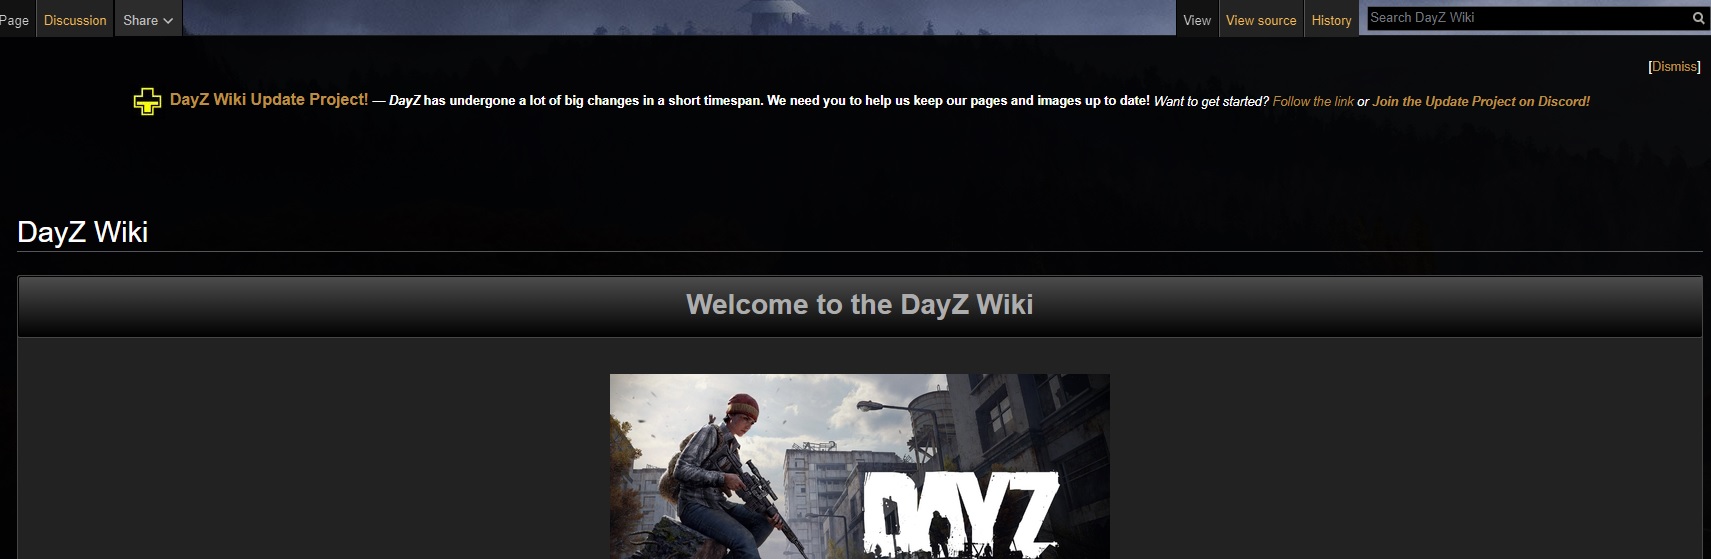 Page Discussion Share View View source History Search DayZ Wiki
[Dismiss]
DayZ Wiki Update Project! — DayZ has undergone a lot of big changes in a short timespan. We need you to help us keep our pages and images up to date! Want to get started? Follow the link or Join the Update Project on Discord!
DayZ Wiki
Welcome to the DayZ Wiki
DAYZ